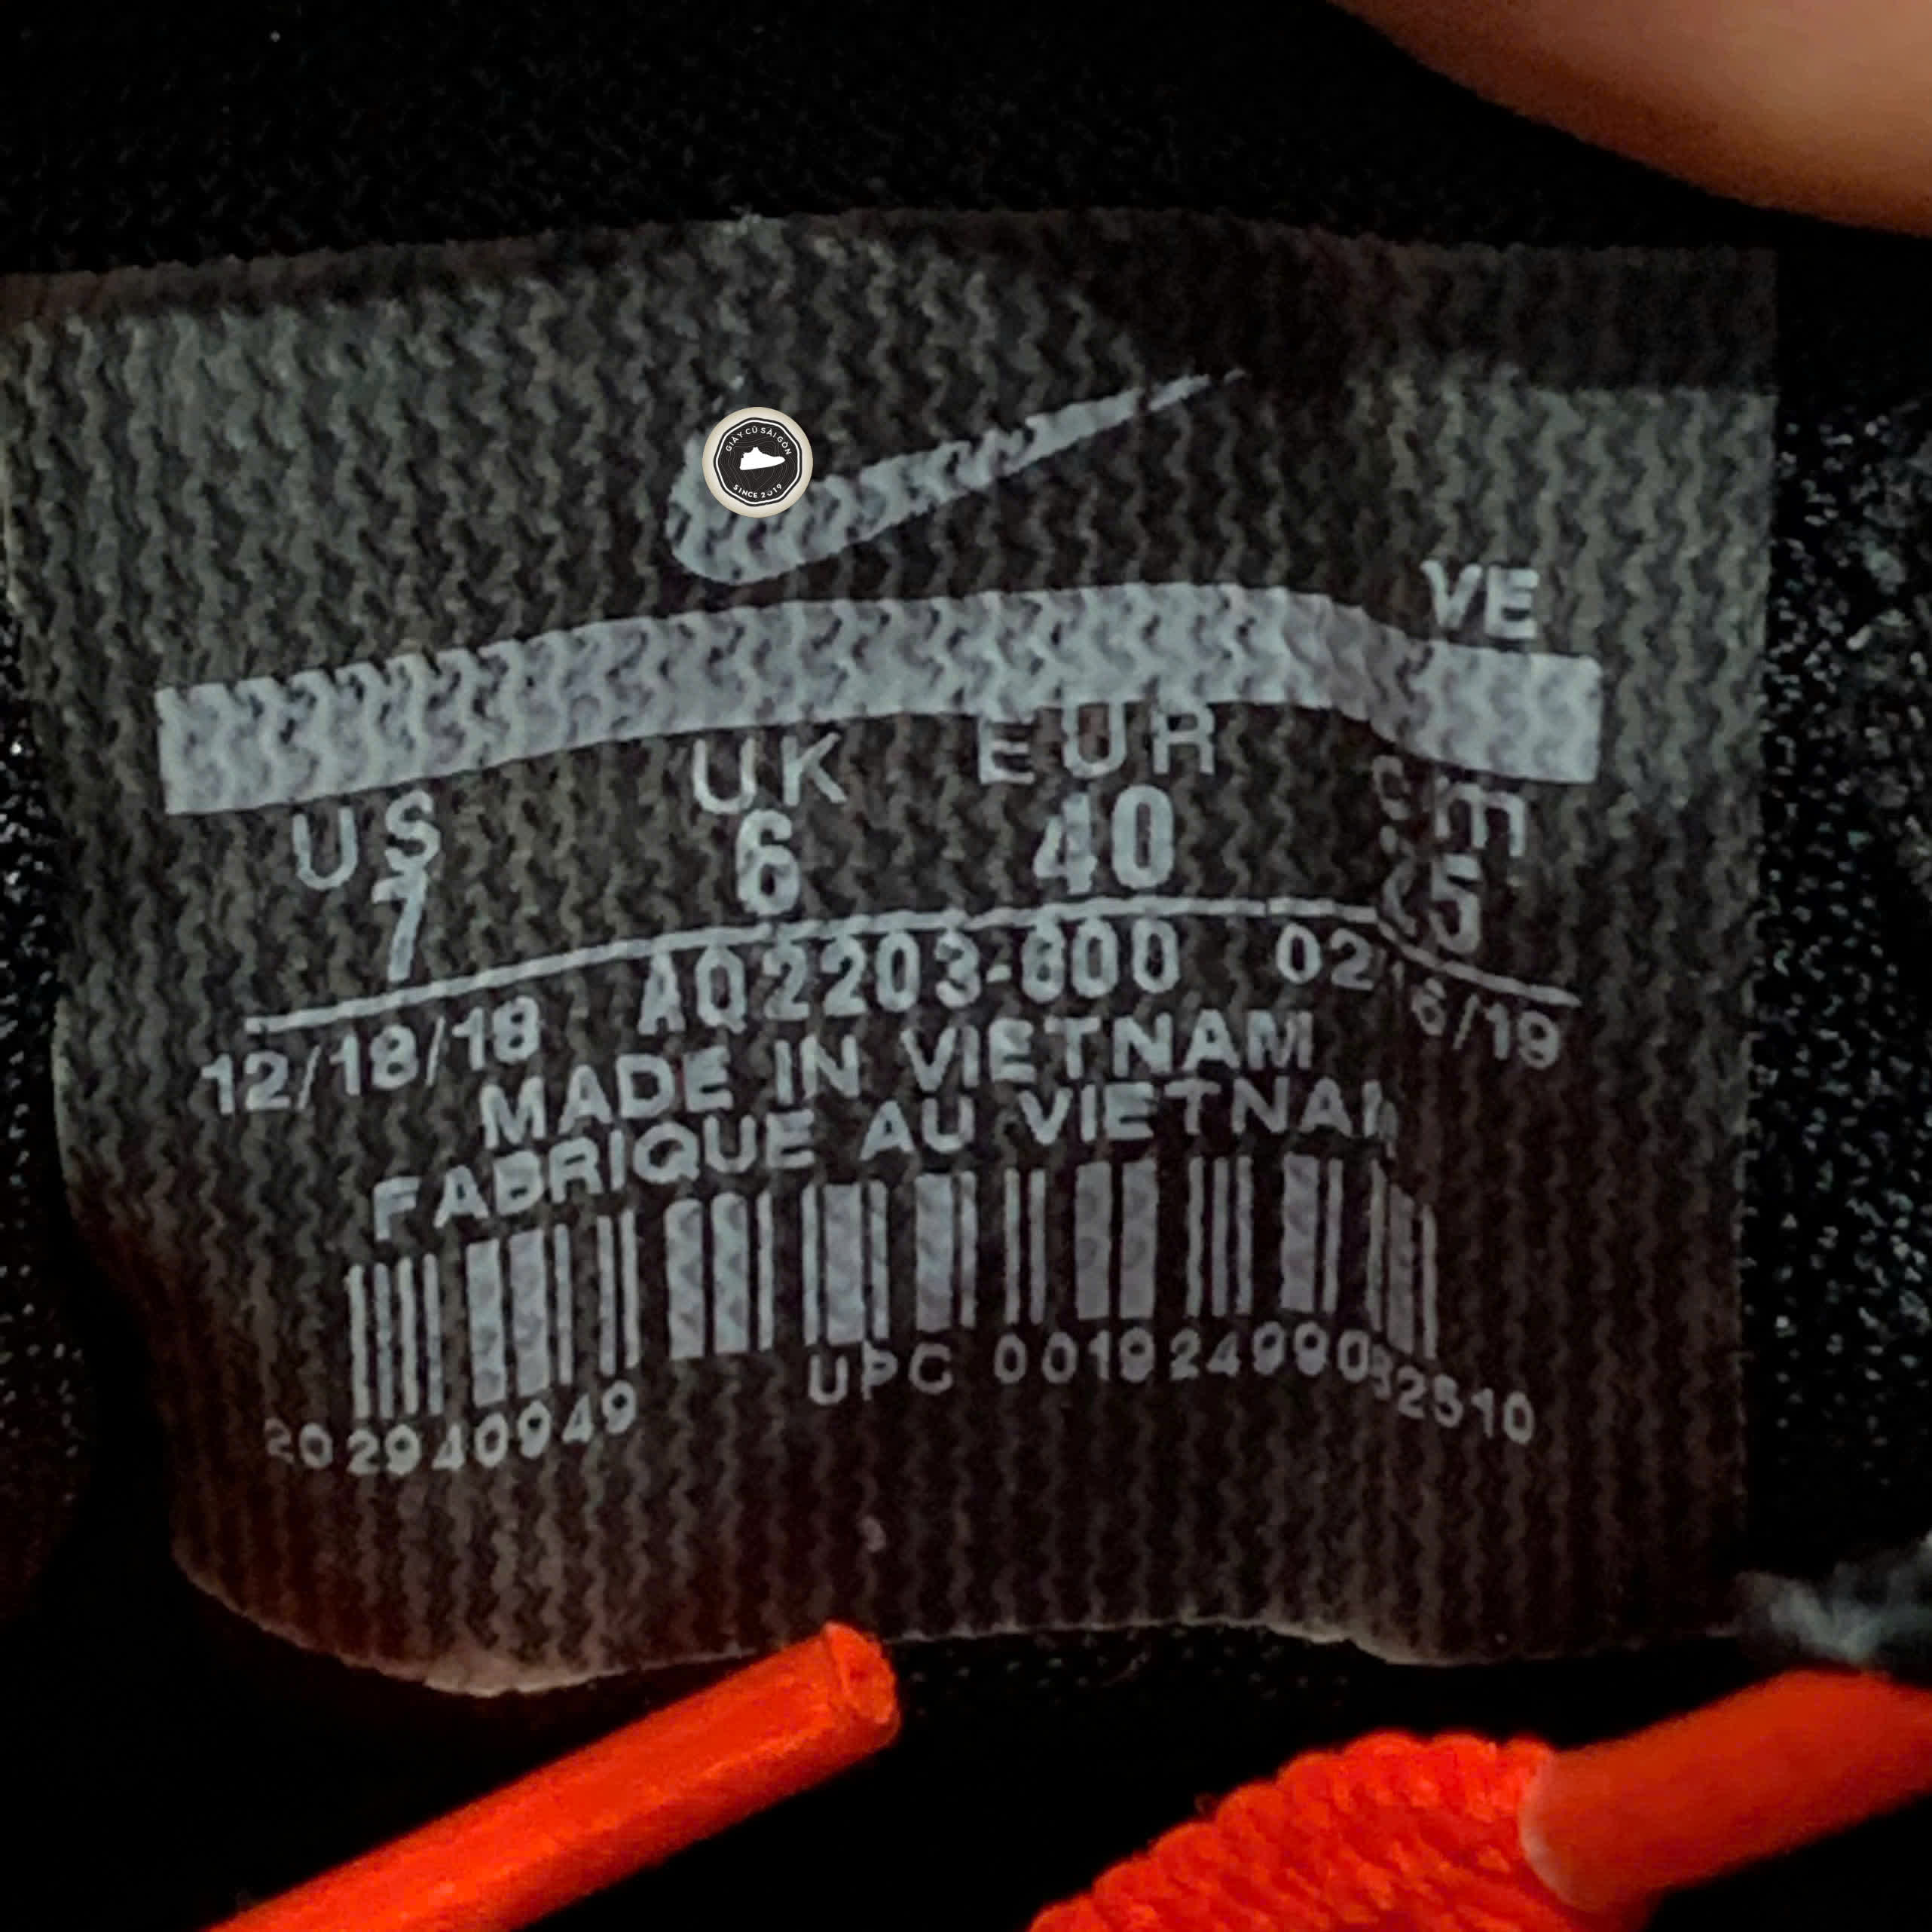 GIÀY CŨ SÀI GÒN
SINCE 2019
VE
US UK EUR cm
7 6 40 25
12/18/18 AQ2203-600 02 16/19
MADE IN VIETNAM
FABRIQUE AU VIETNAM
202940949 UPC